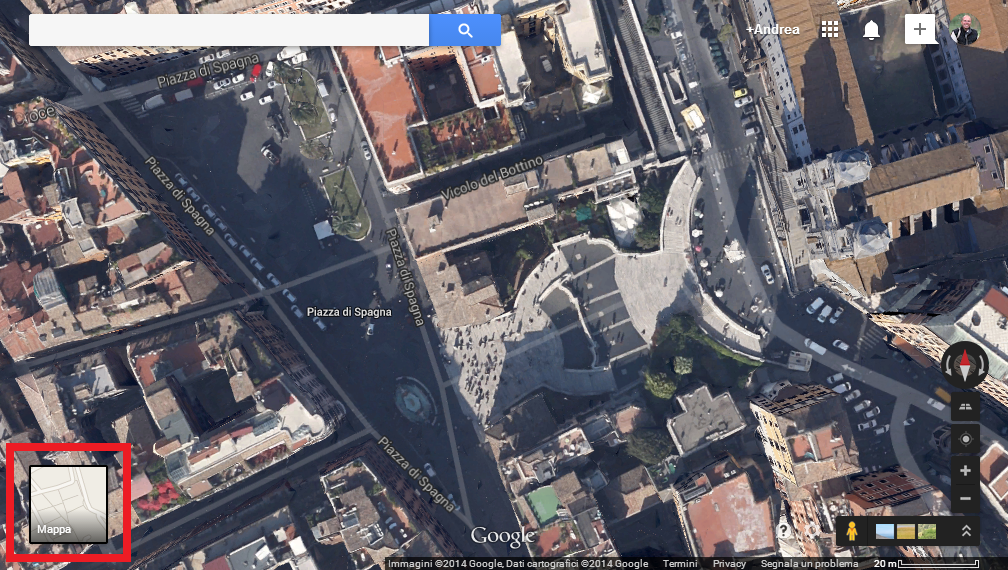 +Andrea
Piazza di Spagna
Piazza di Spagna
Vicolo del Bottino
Piazza di Spagna
Piazza di Spagna
Piazza di Spagna
Mappa
Google
Immagini ©2014 Google, Dati cartografici ©2014 Google Termini Privacy Segnala un problema 20 m